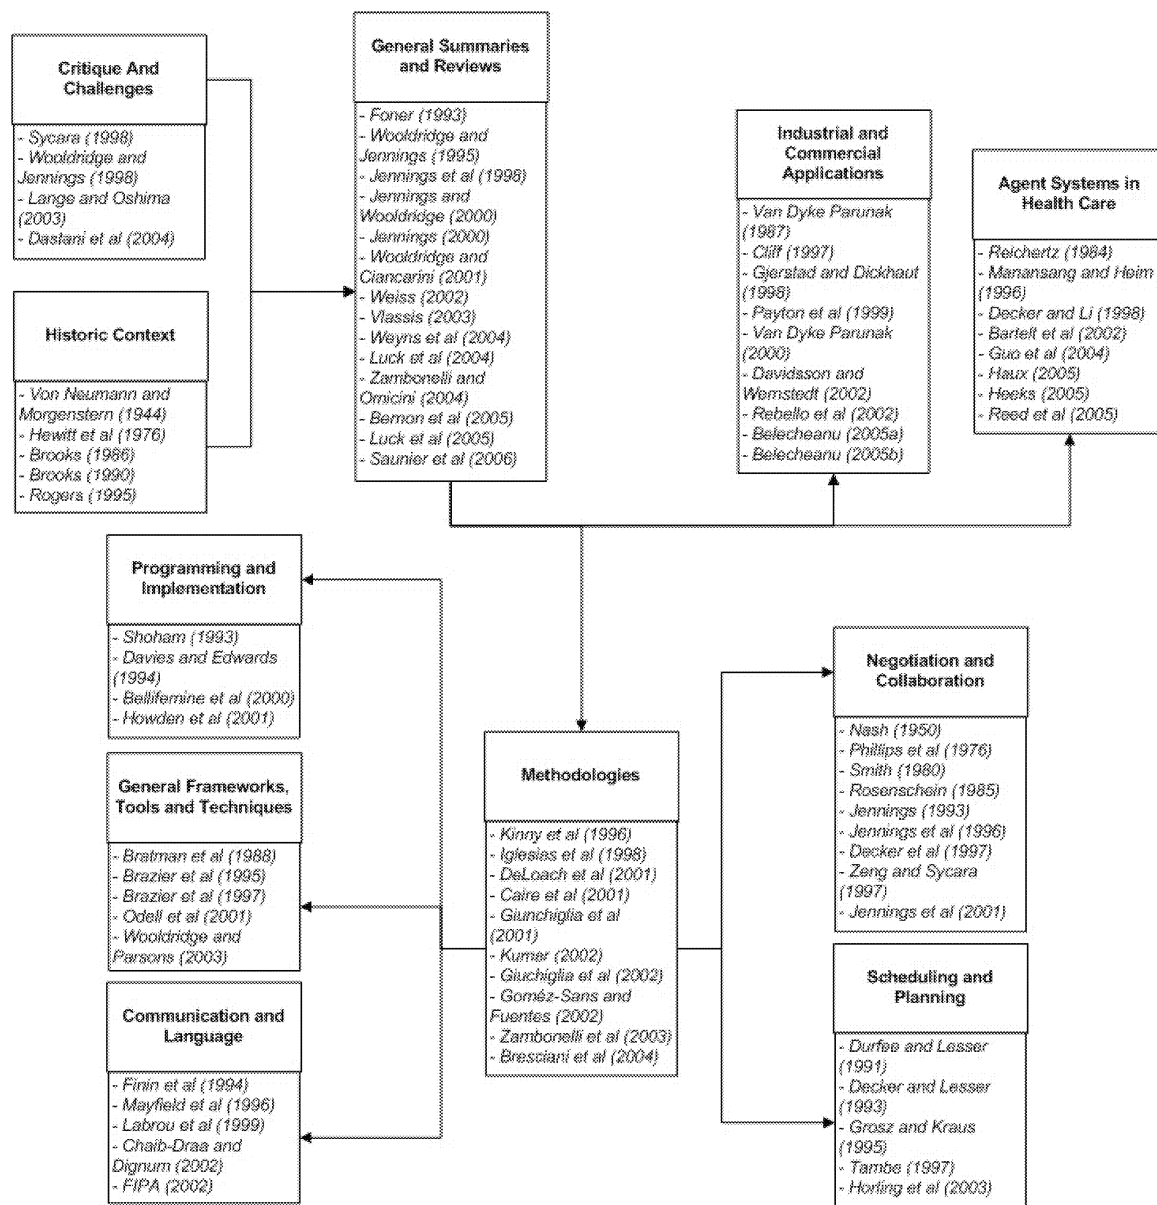 Critique And
Challenges
- Sycara (1998)
- Wooldridge and
Jennings (1998)
- Lange and Oshima
(2003)
- Dastani et al (2004)
Historic Context
- Von Neumann and
Morgenstern (1944)
- Hewitt et al (1976)
- Brooks (1986)
- Brooks (1990)
- Rogers (1995)
General Summaries
and Reviews
- Foner (1993)
- Wooldridge and
Jennings (1995)
- Jennings et al (1998)
- Jennings and
Wooldridge (2000)
- Jennings (2000)
- Wooldridge and
Ciancarini (2001)
- Weiss (2002)
- Vlassis (2003)
- Weyns et al (2004)
- Luck et al (2004)
- Zambonelli and
Omicini (2004)
- Bernon et al (2005)
- Luck et al (2005)
- Saunier et al (2006)
Industrial and
Commercial
Applications
- Van Dyke Parunak
(1987)
- Cliff (1997)
- Gjerstad and Dickhaut
(1998)
- Payton et al (1999)
- Van Dyke Parunak
(2000)
- Davidsson and
Wernstedt (2002)
- Rebello et al (2002)
- Belecheanu (2005a)
- Belecheanu (2005b)
Agent Systems in
Health Care
- Reichertz (1984)
- Manansang and Heim
(1996)
- Decker and Li (1998)
- Bartelt et al (2002)
- Guo et al (2004)
- Haux (2005)
- Heeks (2005)
- Reed et al (2005)
Programming and
Implementation
- Shoham (1993)
- Davies and Edwards
(1994)
- Bellifemine et al (2000)
- Howden et al (2001)
General Frameworks,
Tools and Techniques
- Bratman et al (1988)
- Brazier et al (1995)
- Brazier et al (1997)
- Odell et al (2001)
- Wooldridge and
Parsons (2003)
Communication and
Language
- Finin et al (1994)
- Mayfield et al (1996)
- Labrou et al (1999)
- Chaib-Draa and
Dignum (2002)
- FIPA (2002)
Methodologies
- Kinny et al (1996)
- Iglesias et al (1998)
- DeLoach et al (2001)
- Caire et al (2001)
- Giunchiglia et al
(2001)
- Kumar (2002)
- Giuchiglia et al (2002)
- Goméz-Sans and
Fuentes (2002)
- Zambonelli et al (2003)
- Bresciani et al (2004)
Negotiation and
Collaboration
- Nash (1950)
- Phillips et al (1976)
- Smith (1980)
- Rosenschein (1985)
- Jennings (1993)
- Jennings et al (1996)
- Decker et al (1997)
- Zeng and Sycara
(1997)
- Jennings et al (2001)
Scheduling and
Planning
- Durfee and Lesser
(1991)
- Decker and Lesser
(1993)
- Grosz and Kraus
(1995)
- Tambe (1997)
- Horling et al (2003)